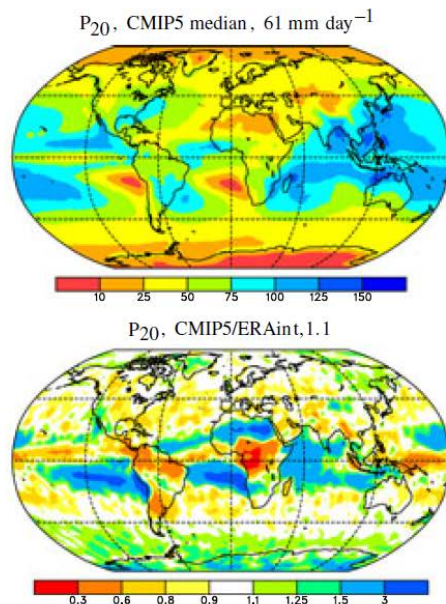 P20, CMIP5 median, 61 mm day−1
10 25 50 75 100 125 150
P20, CMIP5/ERAint,1.1
0.3 0.6 0.8 0.9 1.1 1.25 1.5 3